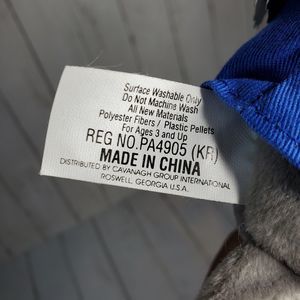 Surface Washable Only
Do Not Machine Wash
All New Materials
Polyester Fibers / Plastic Pellets
For Ages 3 and Up
REG NO.PA4905 (KR)
MADE IN CHINA
DISTRIBUTED BY CAVANAGH GROUP INTERNATIONAL
ROSWELL, GEORGIA U.S.A.